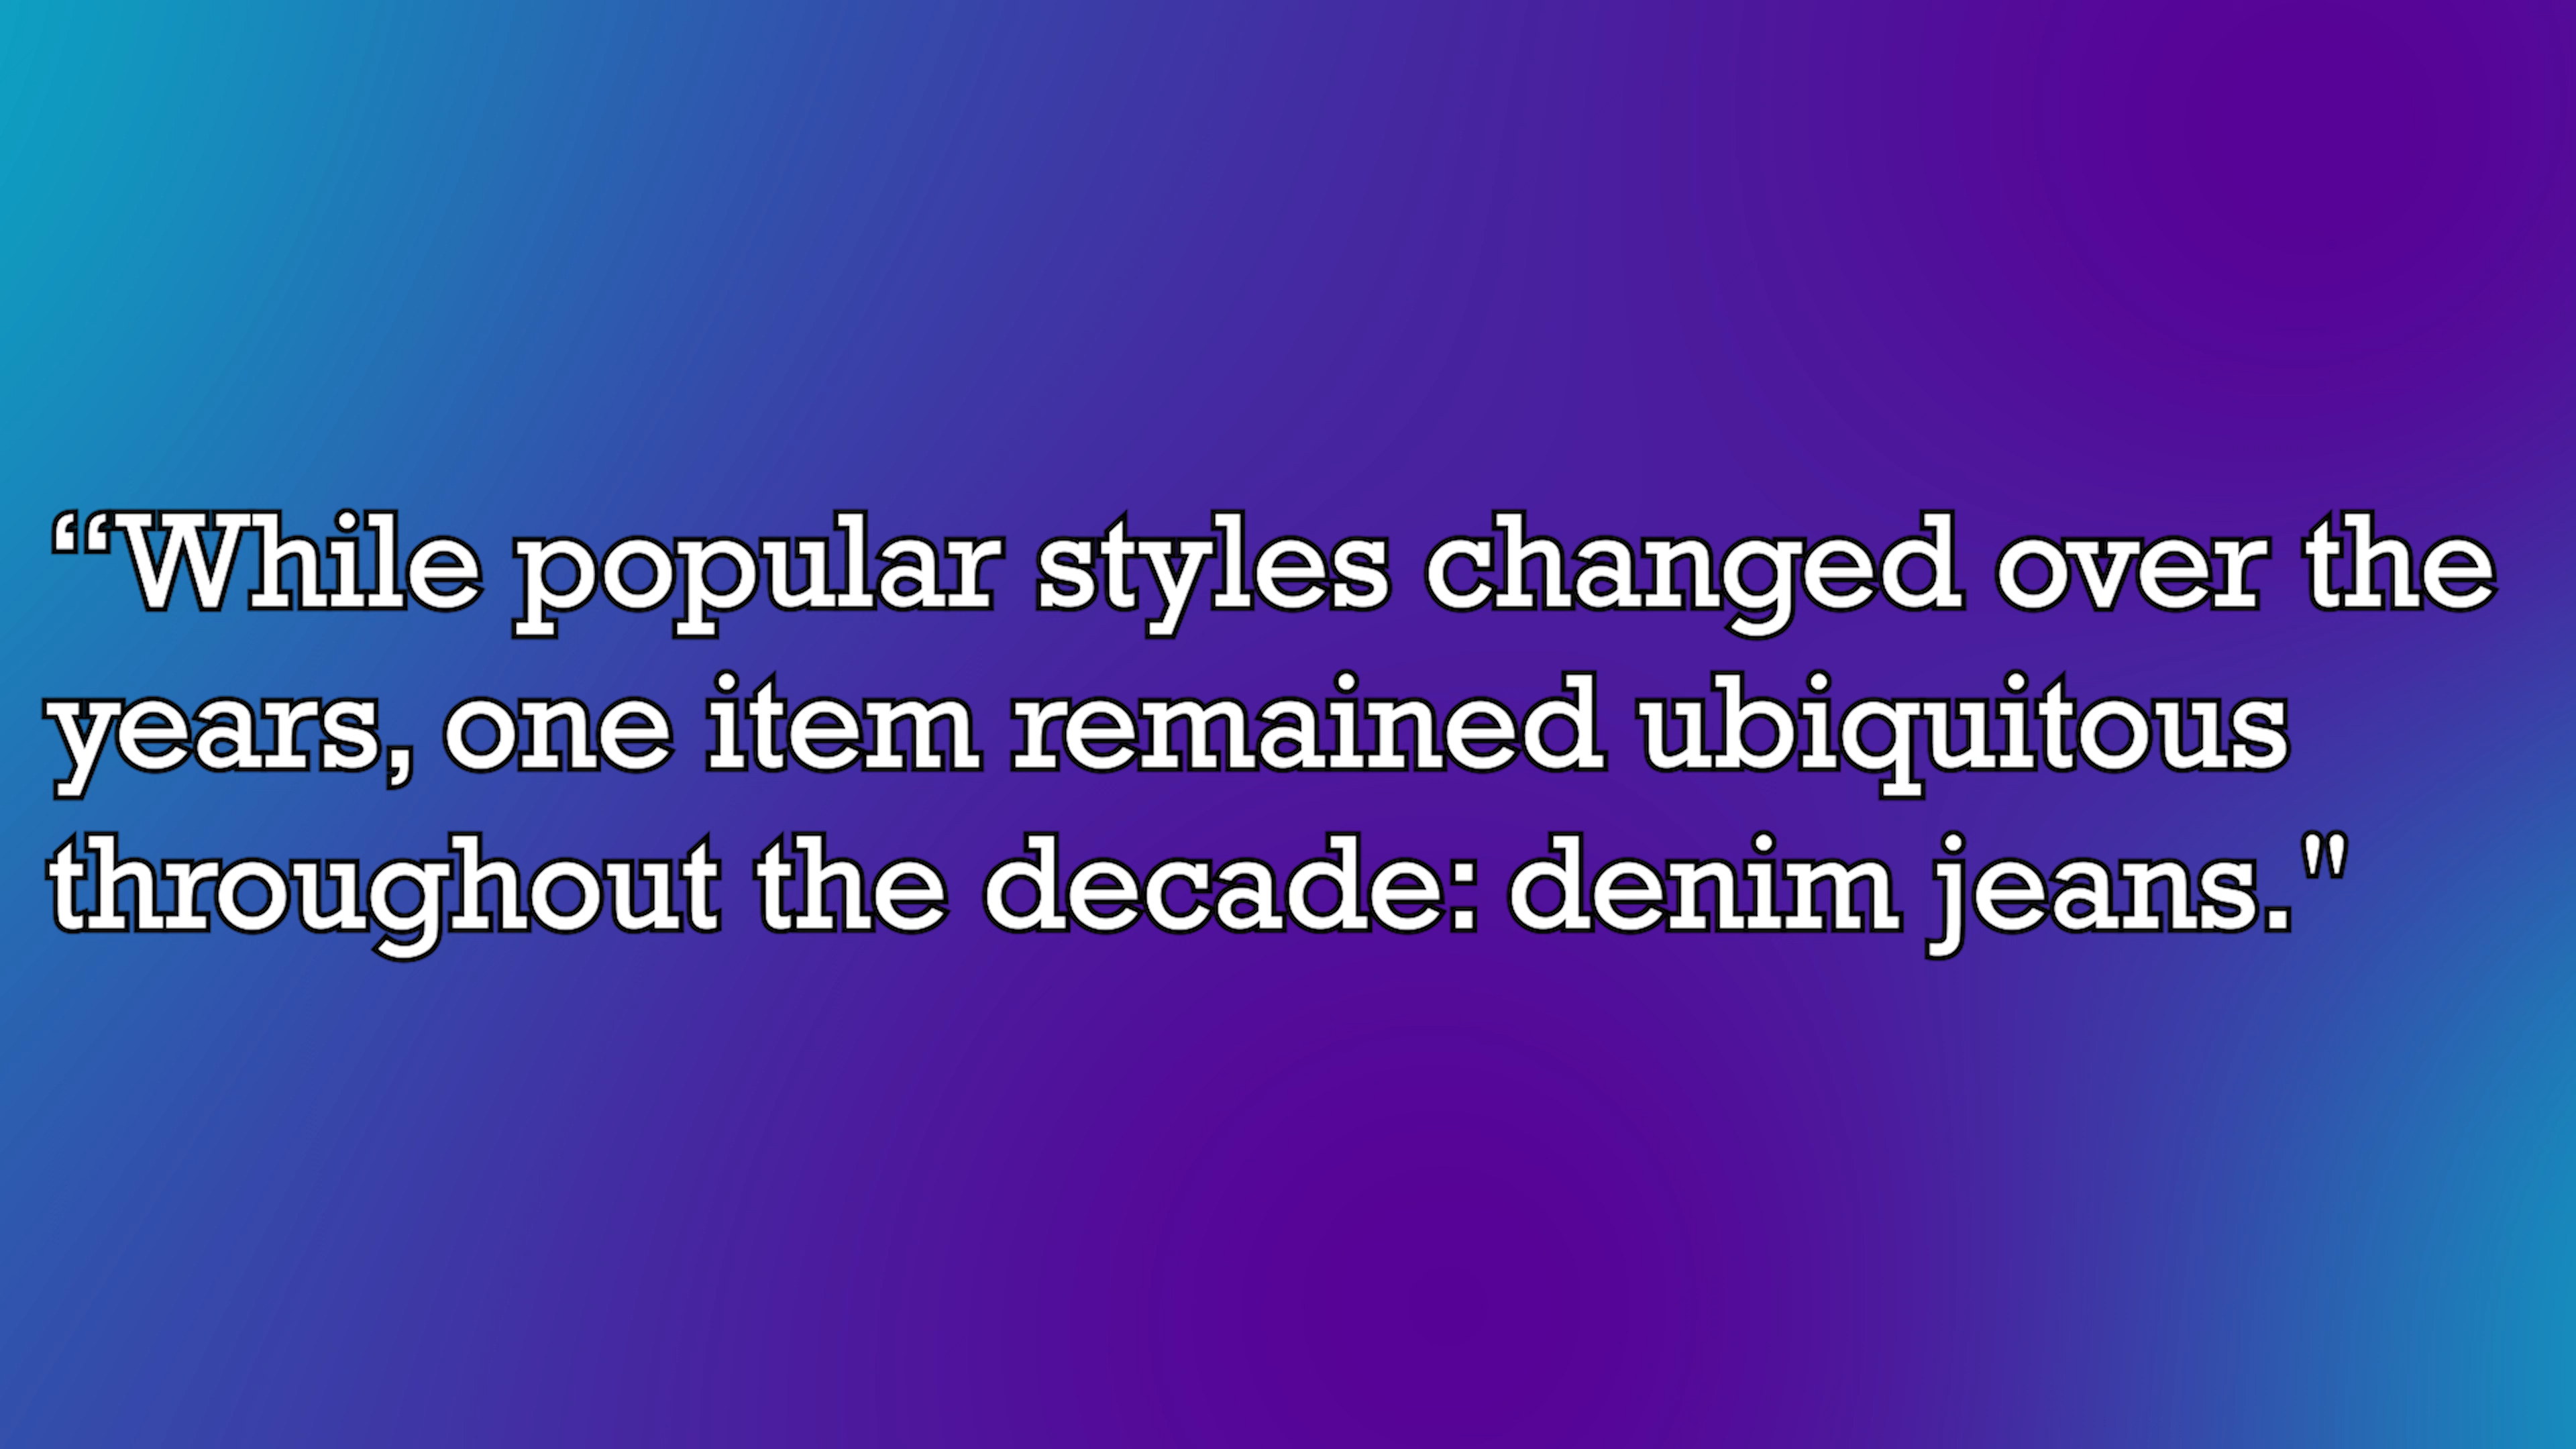 “While popular styles changed over the
years, one item remained ubiquitous
throughout the decade: denim jeans."